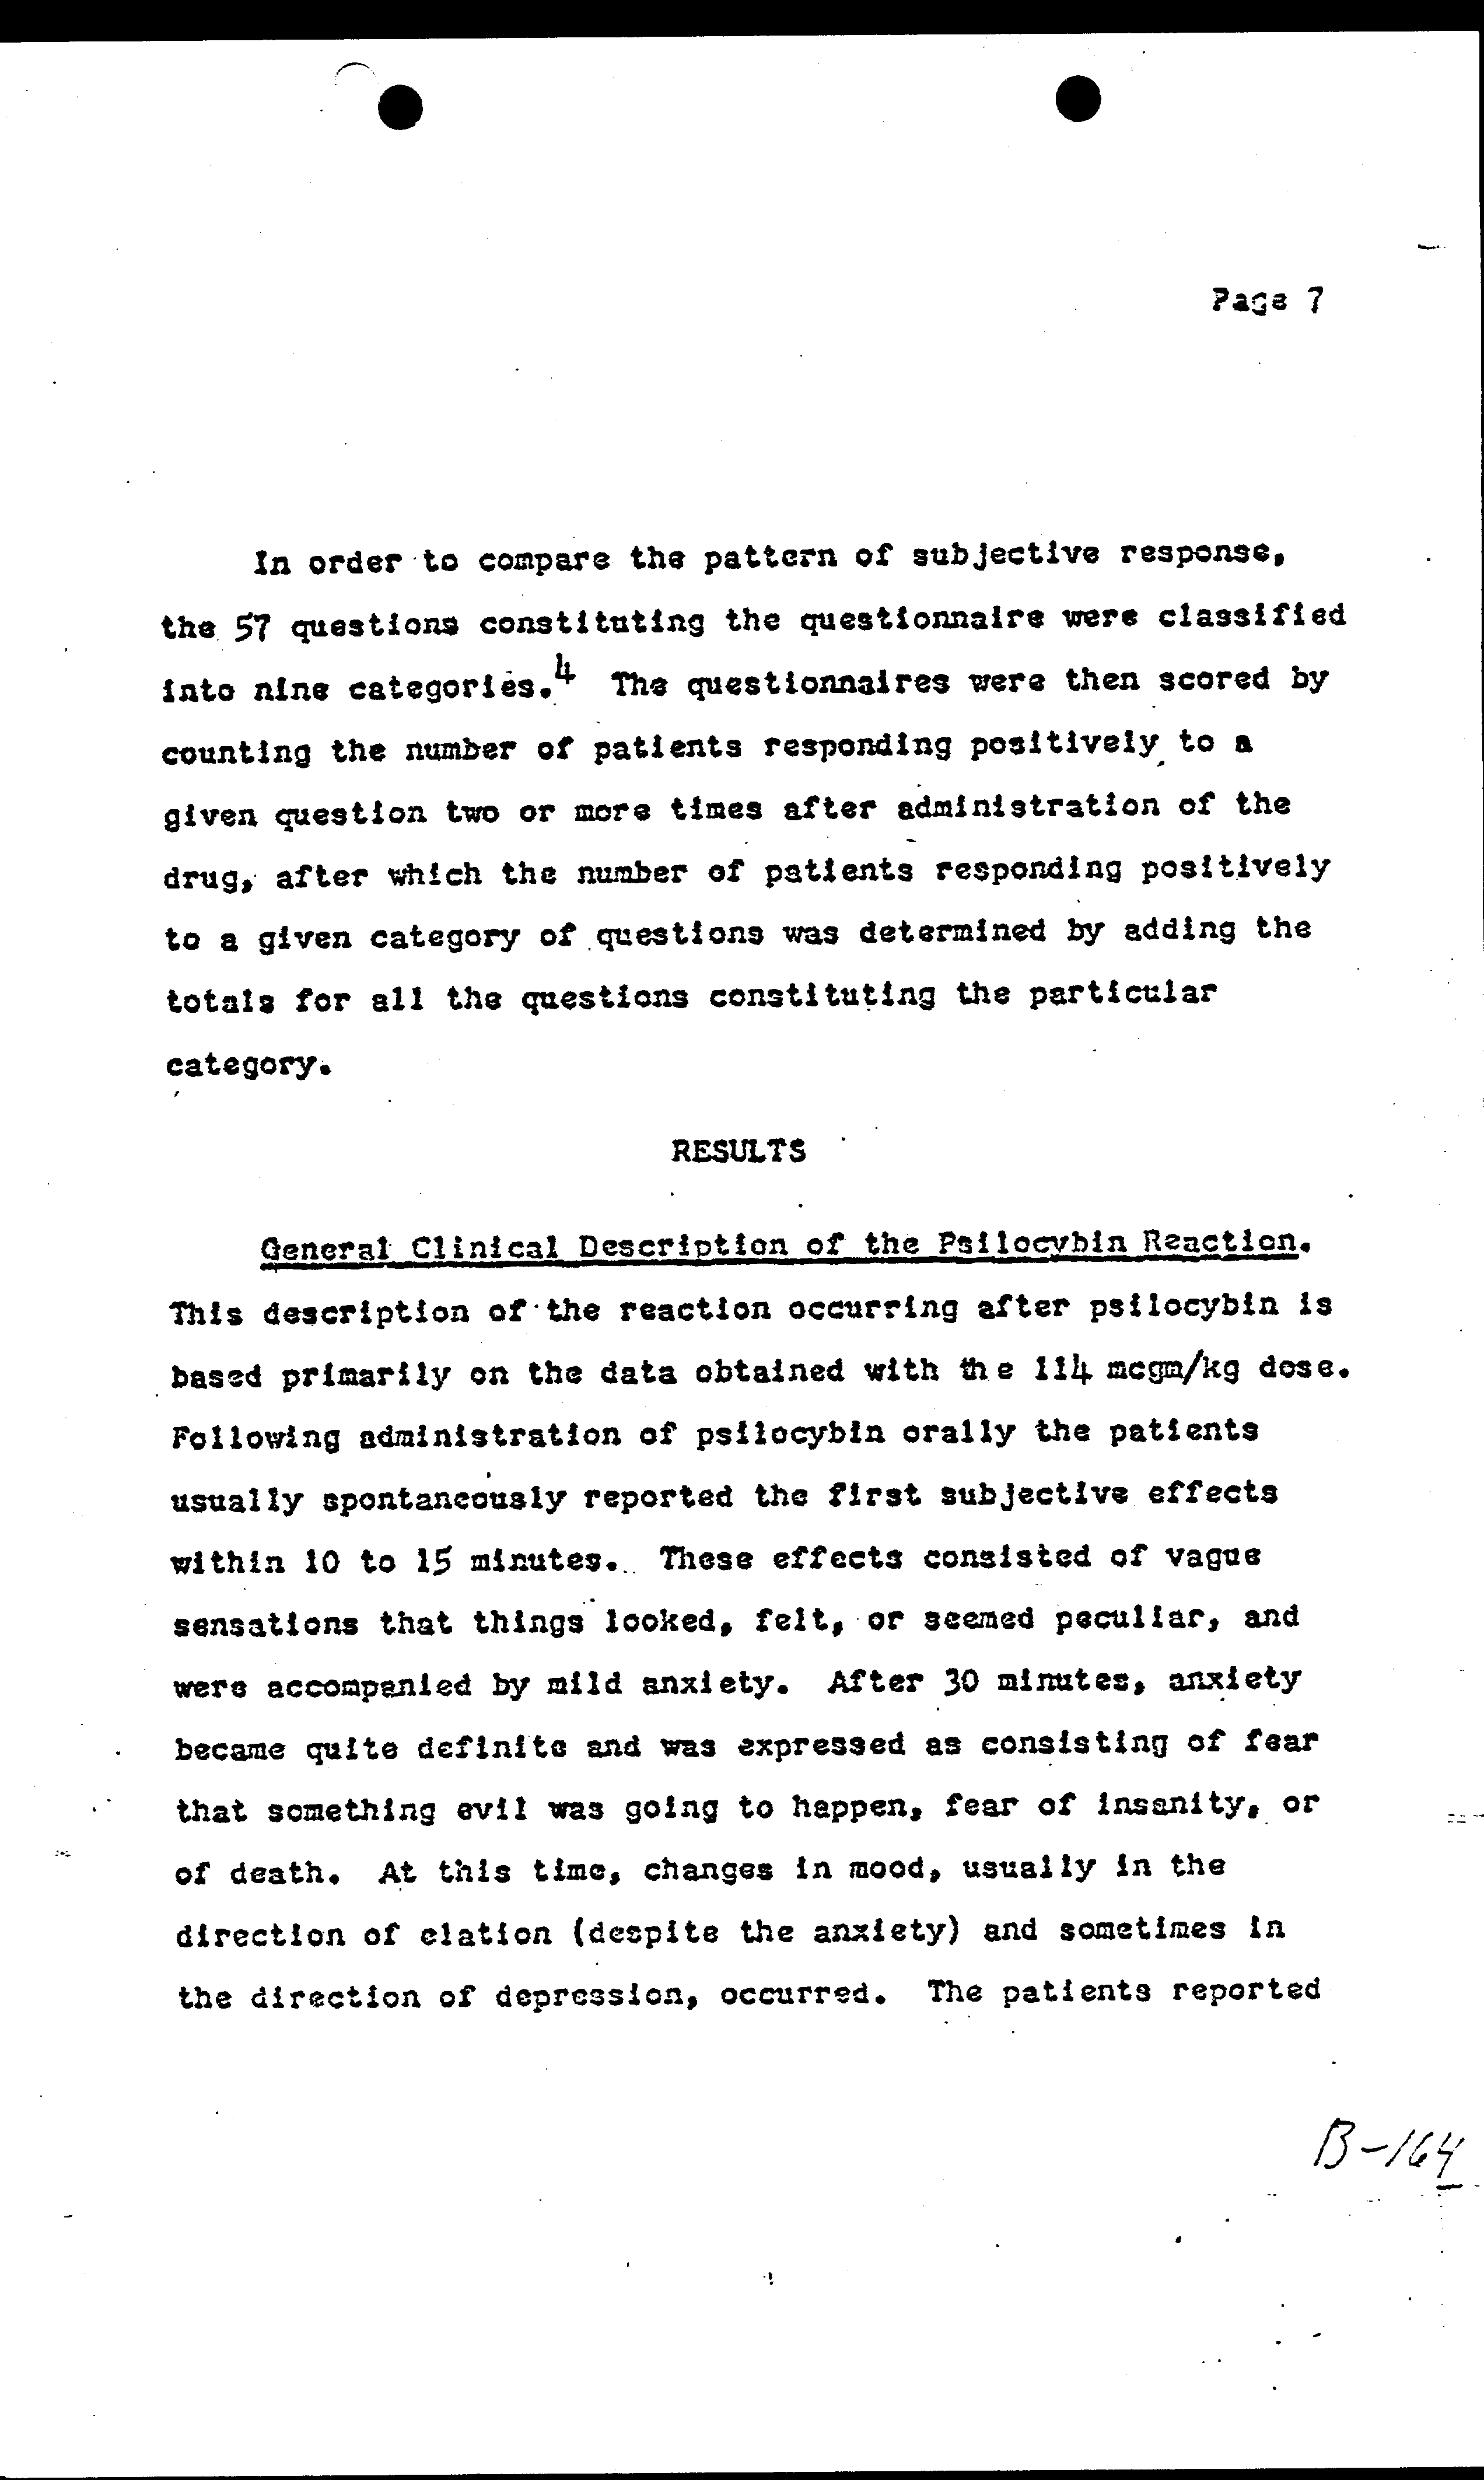 Page 7
In order to compare the pattern of subjective response,
the 57 questions constituting the questionnaire were classified
into nine categories.4 The questionnaires were then scored by
counting the number of patients responding positively to a
given question two or more times after administration of the
drug, after which the number of patients responding positively
to a given category of questions was determined by adding the
totals for all the questions constituting the particular
category.
RESULTS
General Clinical Description of the Psilocybin Reaction.
This description of the reaction occurring after psilocybin is
based primarily on the data obtained with th e 114 mcgm/kg dose.
Following administration of psilocybin orally the patients
usually spontaneously reported the first subjective effects
within 10 to 15 minutes. These effects consisted of vague
sensations that things looked, felt, or seemed peculiar, and
were accompanied by mild anxiety. After 30 minutes, anxiety
became quite definite and was expressed as consisting of fear
that something evil was going to happen, fear of insanity, or
of death. At this time, changes in mood, usually in the
direction of elation (despite the anxiety) and sometimes in
the direction of depression, occurred. The patients reported
B-164